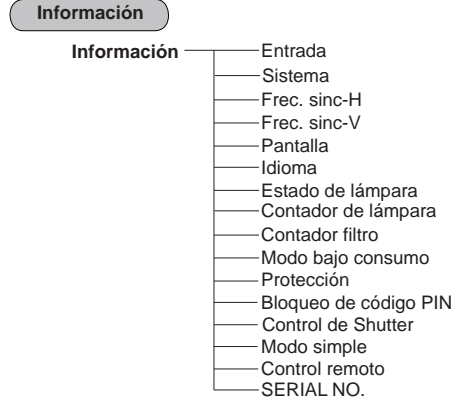 Información
Información
Entrada
Sistema
Frec. sinc-H
Frec. sinc-V
Pantalla
Idioma
Estado de lámpara
Contador de lámpara
Contador filtro
Modo bajo consumo
Protección
Bloqueo de código PIN
Control de Shutter
Modo simple
Control remoto
SERIAL NO.